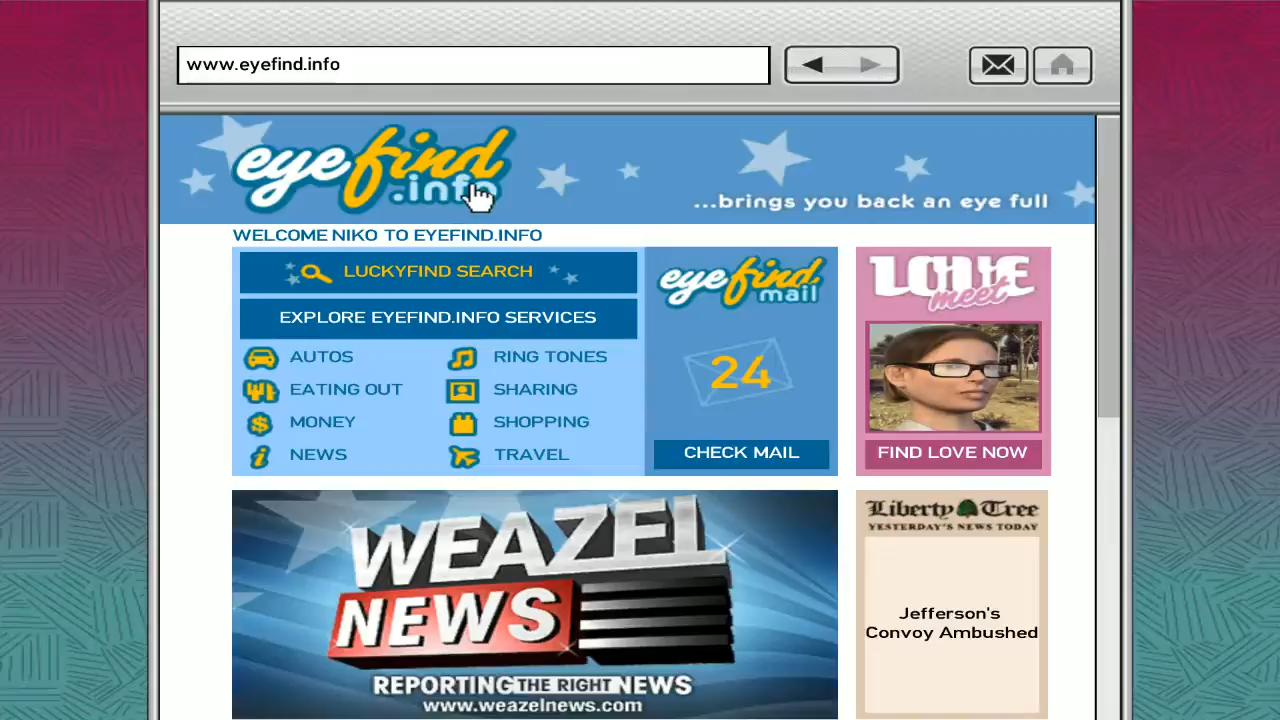 www.eyefind.info
eyefind
.info
...brings you back an eye full
WELCOME NIKO TO EYEFIND.INFO
LUCKYFIND SEARCH
EXPLORE EYEFIND.INFO SERVICES
AUTOS
RING TONES
EATING OUT
SHARING
MONEY
SHOPPING
NEWS
TRAVEL
eyefind
mail
24
CHECK MAIL
LOVE
meet
FIND LOVE NOW
WEAZEL
NEWS
REPORTING THE RIGHT NEWS
www.weazelnews.com
Liberty Tree
YESTERDAY'S NEWS TODAY
Jefferson's
Convoy Ambushed